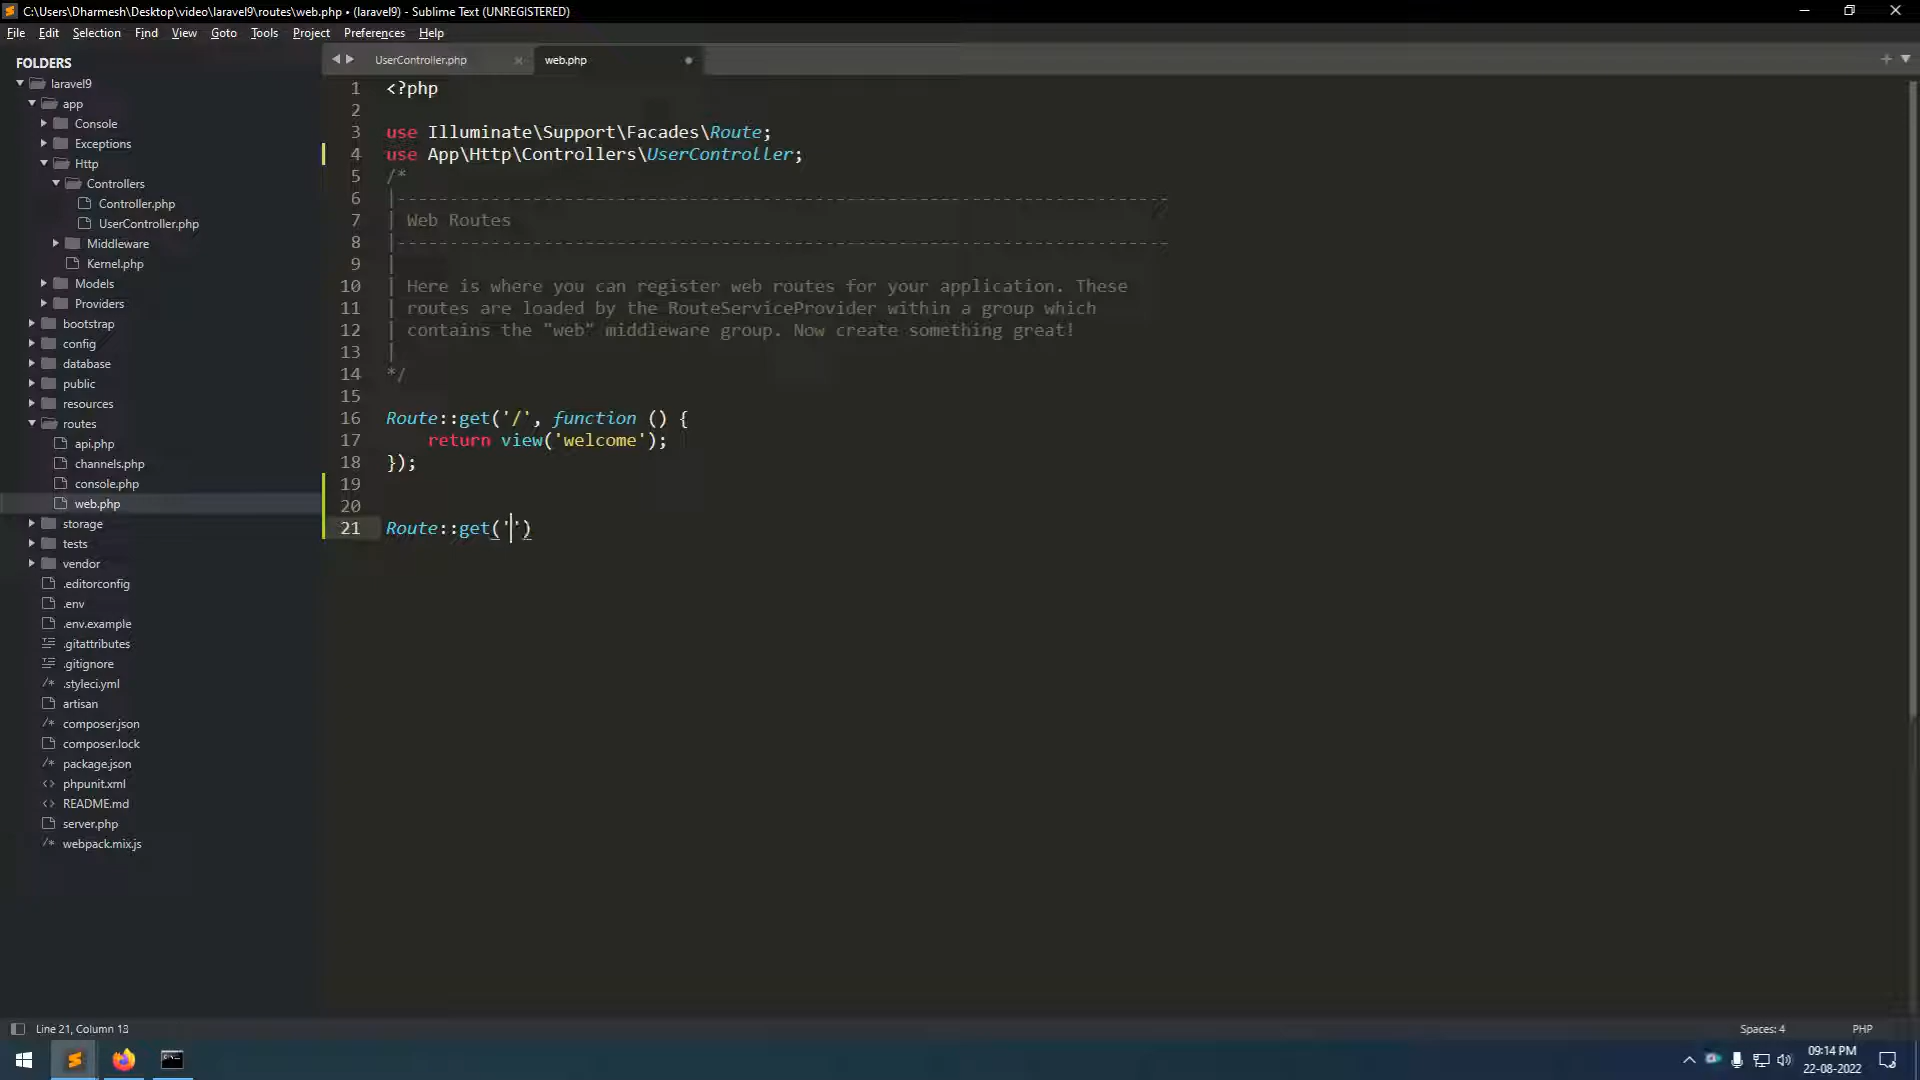 C:\Users\Dharmesh\Desktop\video\laravel9\routes\web.php • (laravel9) - Sublime Text (UNREGISTERED)
File Edit Selection Find View Goto Tools Project Preferences Help
FOLDERS
laravel9
app
Console
Exceptions
Http
Controllers
Controller.php
UserController.php
Middleware
Kernel.php
Models
Providers
bootstrap
config
database
public
resources
routes
api.php
channels.php
console.php
web.php
storage
tests
vendor
.editorconfig
.env
.env.example
.gitattributes
.gitignore
.styleci.yml
artisan
composer.json
composer.lock
package.json
phpunit.xml
README.md
server.php
webpack.mix.js
UserController.php web.php
1 <?php
2
3 use Illuminate\Support\Facades\Route;
4 use App\Http\Controllers\UserController;
5 /*
6 |--------------------------------------------------------------------------
7 | Web Routes
8 |--------------------------------------------------------------------------
9 |
10 | Here is where you can register web routes for your application. These
11 | routes are loaded by the RouteServiceProvider within a group which
12 | contains the "web" middleware group. Now create something great!
13 |
14 */
15
16 Route::get('/', function () {
17 return view('welcome');
18 });
19
20
21 Route::get('')
Line 21, Column 13
Spaces: 4 PHP
09:14 PM
22-08-2022